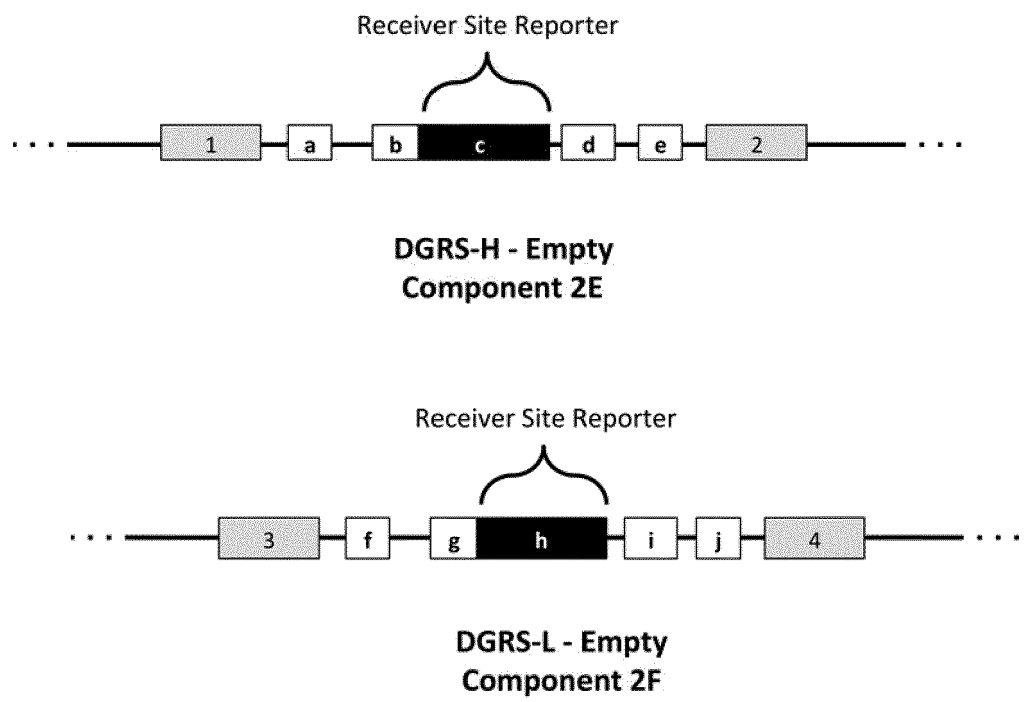 Receiver Site Reporter
. . . 1 a b c d e 2 . . .
DGRS-H - Empty
Component 2E
Receiver Site Reporter
. . . 3 f g h i j 4 . . .
DGRS-L - Empty
Component 2F